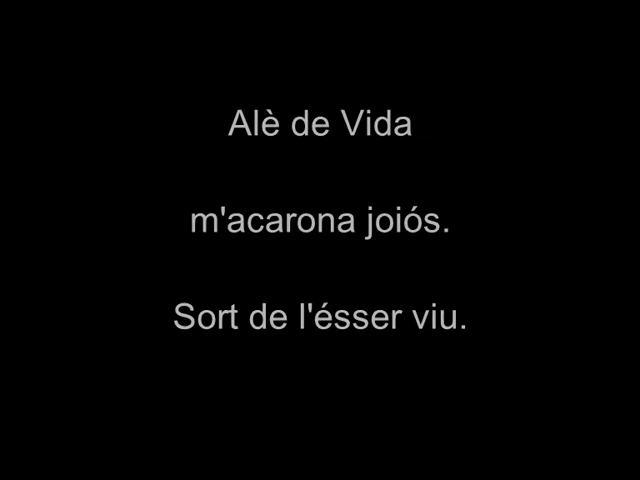 Alè de Vida
m'acarona joiós.
Sort de l'ésser viu.